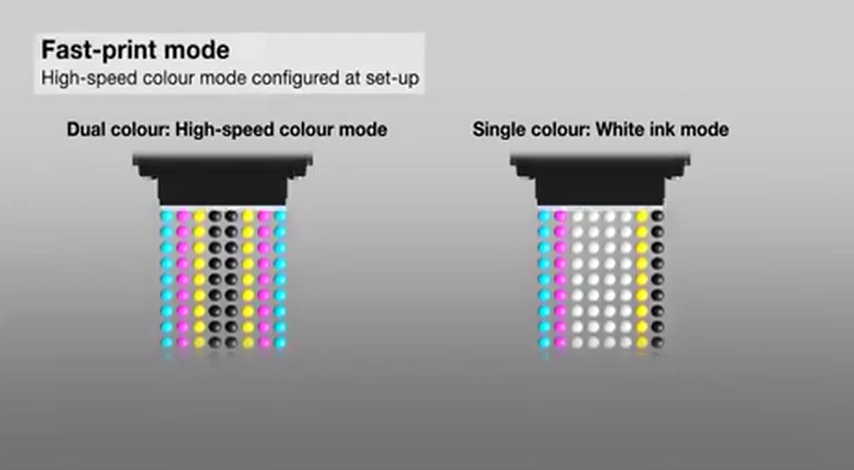 Fast-print mode
High-speed colour mode configured at set-up
Dual colour: High-speed colour mode
Single colour: White ink mode